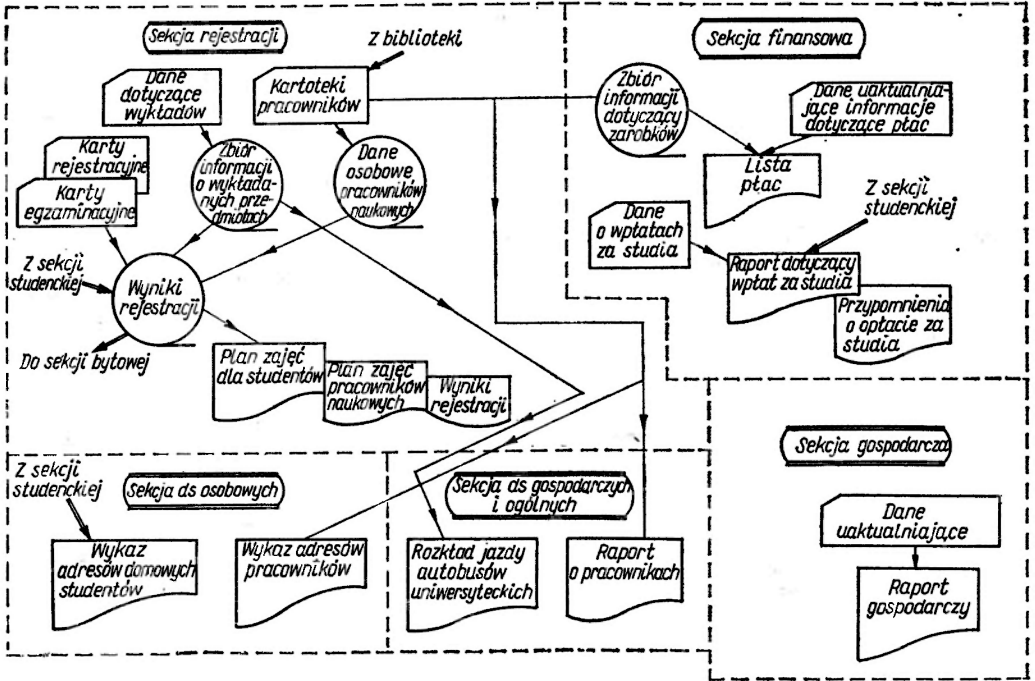 Sekcja rejestracji
Z biblioteki
Dane
dotyczące
wykładów
Kartoteki
pracowników
Karty
rejestracyjne
Karty
egzaminacyjne
Zbiór
informacji
o wykłada-
nych przed-
miotach
Dane
osobowe
pracowników
naukowych
Z sekcji
studenckiej
Wyniki
rejestracji
Do sekcji bytowej
Plan zajęć
dla studentów
Plan zajęć
pracowników
naukowych
Wyniki
rejestracji
Sekcja finansowa
Zbiór
informacji
dotyczący
zarobków
Dane uaktualnia-
jące informacje
dotyczące płac
Lista
płac
Z sekcji
studenckiej
Dane
o wpłatach
za studia
Raport dotyczący
wpłat za studia
Przypomnienia
o opłacie za
studia
Z sekcji
studenckiej
Sekcja ds osobowych
Wykaz
adresów domowych
studentów
Wykaz adresów
pracowników
Sekcja ds gospodarczych
i ogólnych
Rozkład jazdy
autobusów
uniwersyteckich
Raport
o pracownikach
Sekcja gospodarcza
Dane
uaktualniające
Raport
gospodarczy